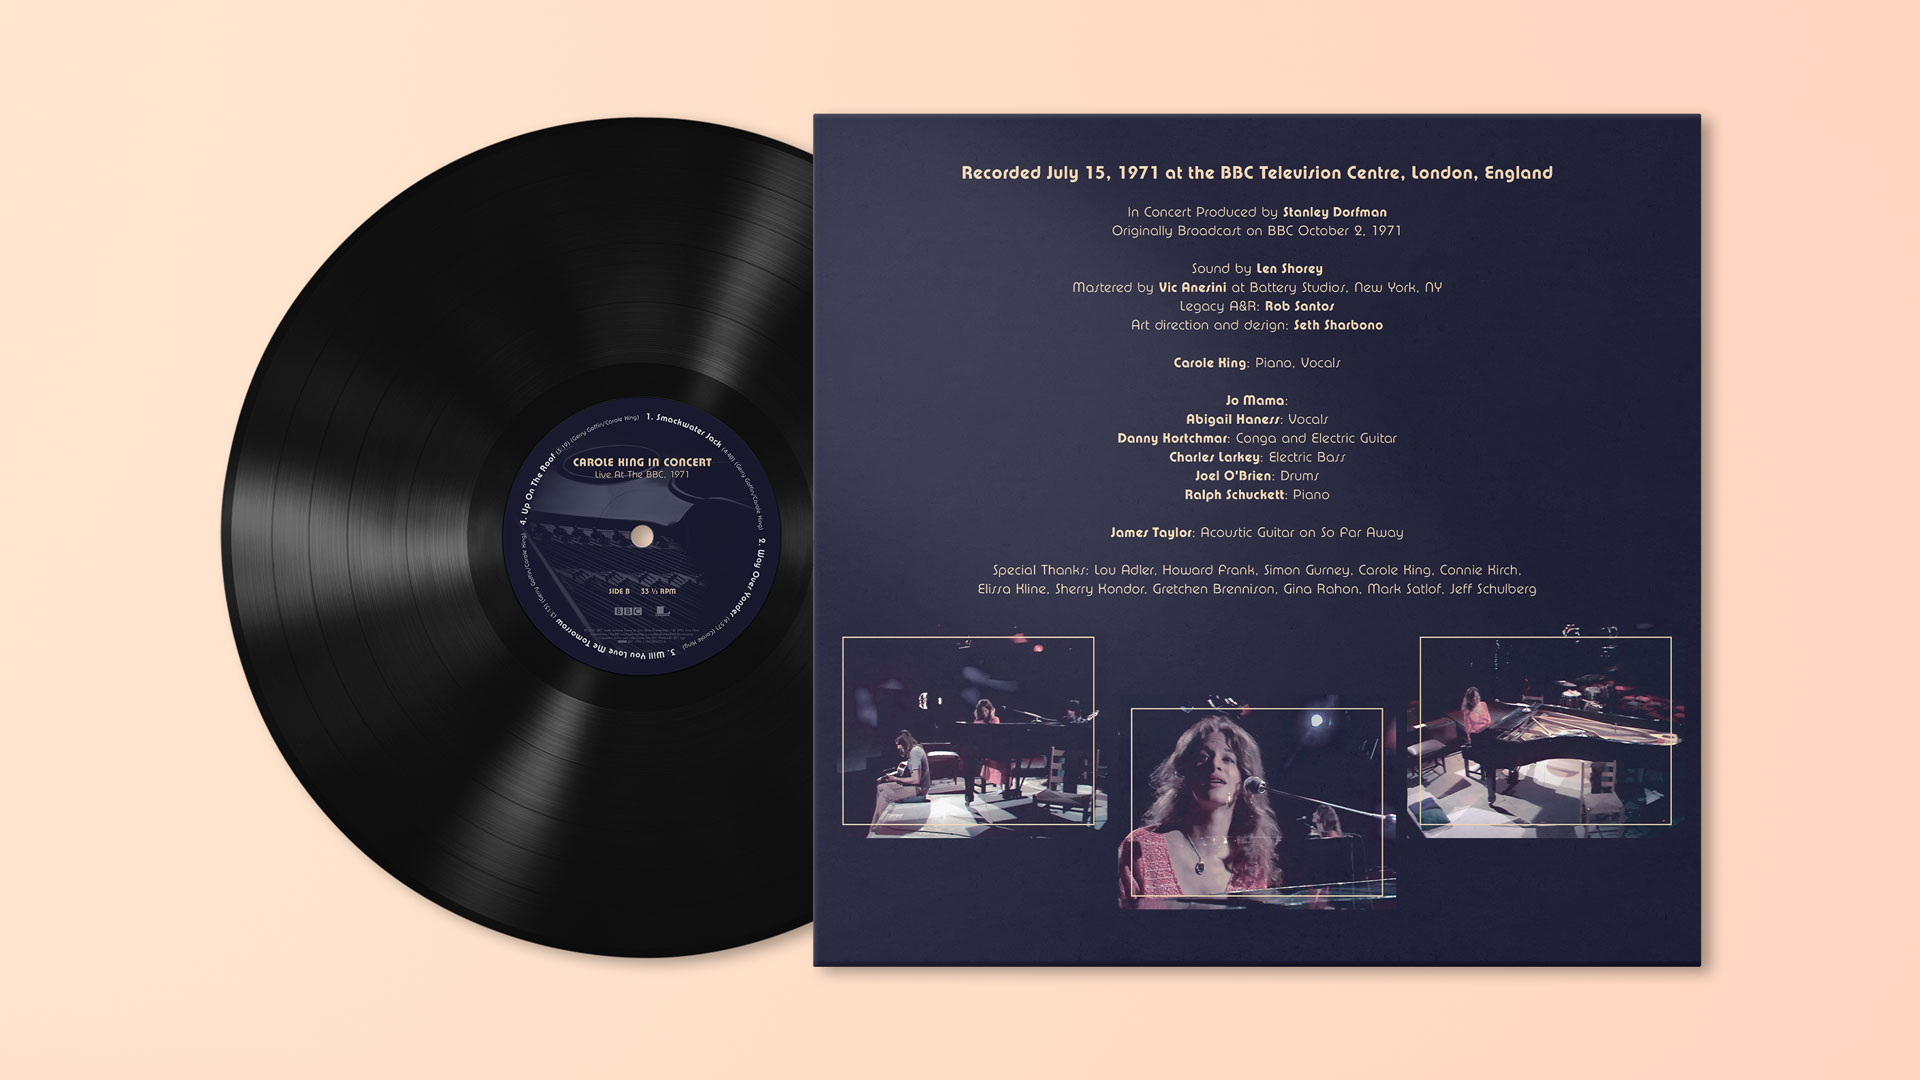 1. Smackwater Jack (4:40) (Gerry Goffin/Carole King)
2. Way Over Yonder (4:57) (Carole King)
3. Will You Love Me Tomorrow (3:13) (Gerry Goffin/Carole King)
4. Up On The Roof (3:19) (Gerry Goffin/Carole King)
CAROLE KING IN CONCERT
Live At The BBC, 1971
SIDE B 33 ⅓ RPM
BBC
Recorded July 15, 1971 at the BBC Television Centre, London, England
In Concert Produced by Stanley Dorfman
Originally Broadcast on BBC October 2, 1971
Sound by Len Shorey
Mastered by Vic Anesini at Battery Studios, New York, NY
Legacy A&R: Rob Santos
Art direction and design: Seth Sharbono
Carole King: Piano, Vocals
Jo Mama:
Abigail Haness: Vocals
Danny Kortchmar: Conga and Electric Guitar
Charles Larkey: Electric Bass
Joel O'Brien: Drums
Ralph Schuckett: Piano
James Taylor: Acoustic Guitar on So Far Away
Special Thanks: Lou Adler, Howard Frank, Simon Gurney, Carole King, Connie Kirch,
Elissa Kline, Sherry Kondor, Gretchen Brennison, Gina Rahon, Mark Satlof, Jeff Schulberg